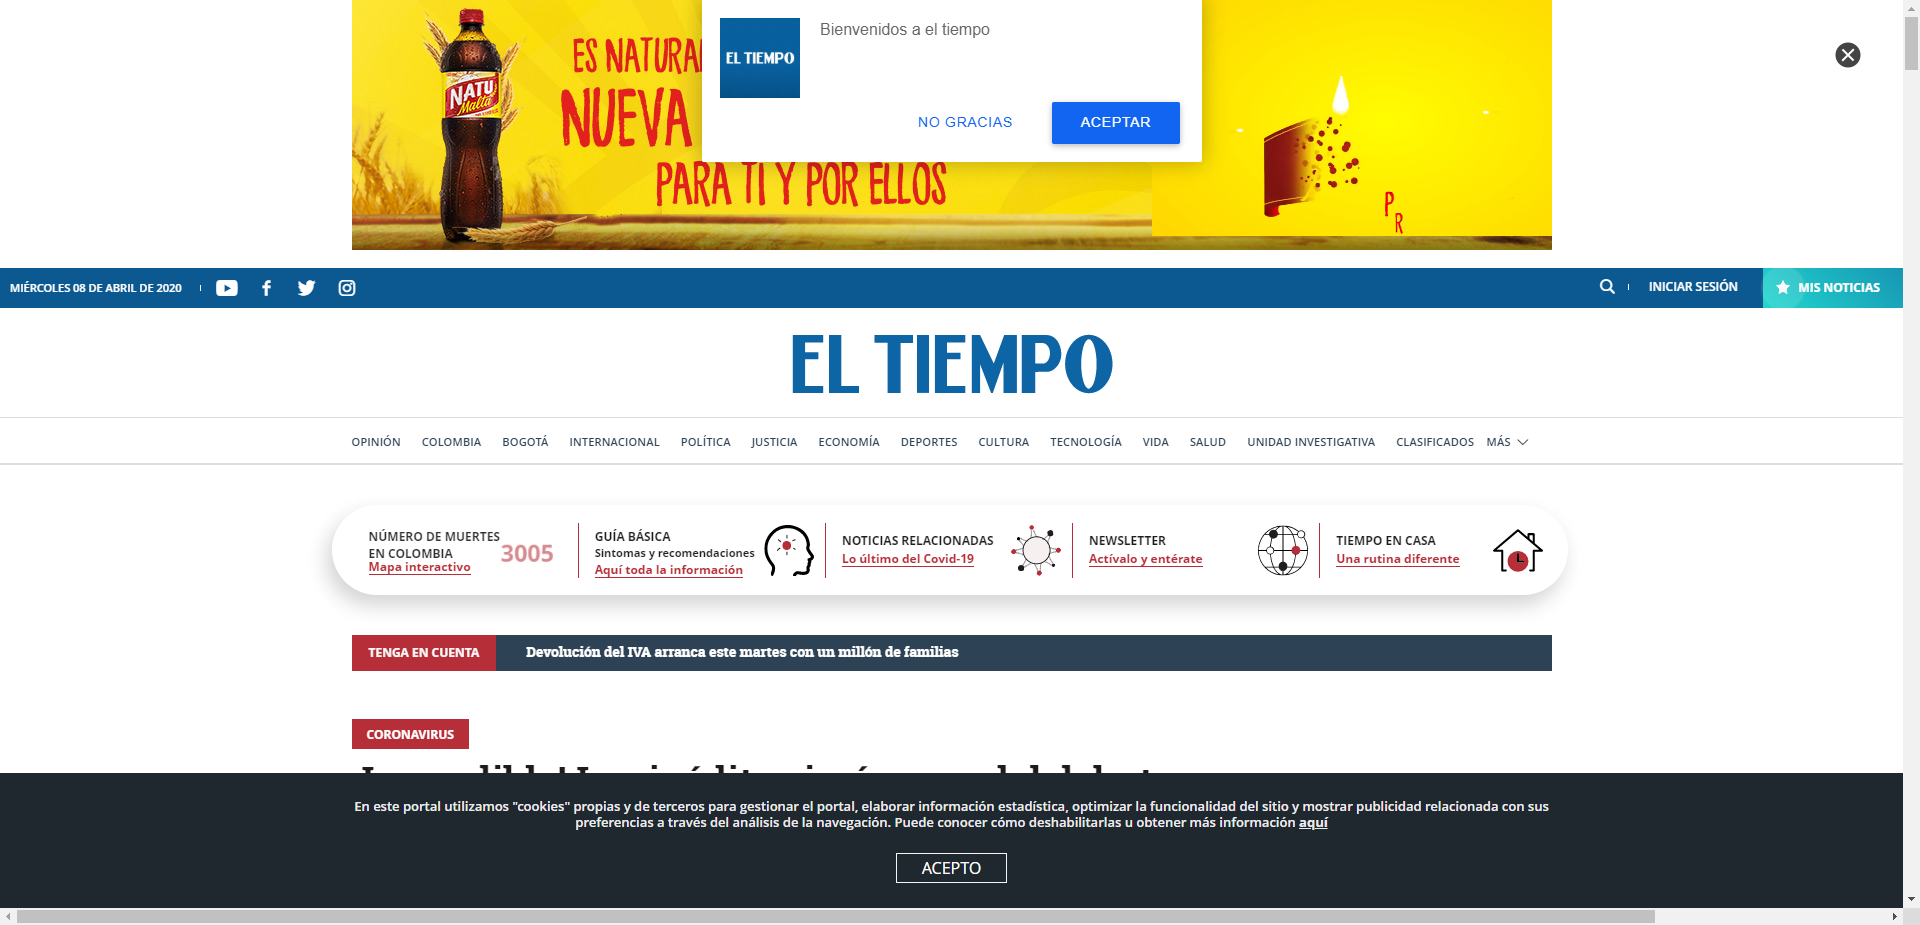 Bienvenidos a el tiempo
EL TIEMPO
NO GRACIAS
ACEPTAR
NATU
Malta
NUEVA
PARA TI Y POR ELLOS
P
R
MIÉRCOLES 08 DE ABRIL DE 2020
INICIAR SESIÓN
MIS NOTICIAS
EL TIEMPO
OPINIÓN COLOMBIA BOGOTÁ INTERNACIONAL POLÍTICA JUSTICIA ECONOMÍA DEPORTES CULTURA TECNOLOGÍA VIDA SALUD UNIDAD INVESTIGATIVA CLASIFICADOS MÁS
NÚMERO DE MUERTES
EN COLOMBIA
Mapa interactivo
3005
GUÍA BÁSICA
Sintomas y recomendaciones
Aquí toda la información
NOTICIAS RELACIONADAS
Lo último del Covid-19
NEWSLETTER
Actívalo y entérate
TIEMPO EN CASA
Una rutina diferente
TENGA EN CUENTA
Devolución del IVA arranca este martes con un millón de familias
CORONAVIRUS
En este portal utilizamos "cookies" propias y de terceros para gestionar el portal, elaborar información estadística, optimizar la funcionalidad del sitio y mostrar publicidad relacionada con sus
preferencias a través del análisis de la navegación. Puede conocer cómo deshabilitarlas u obtener más información aquí
ACEPTO